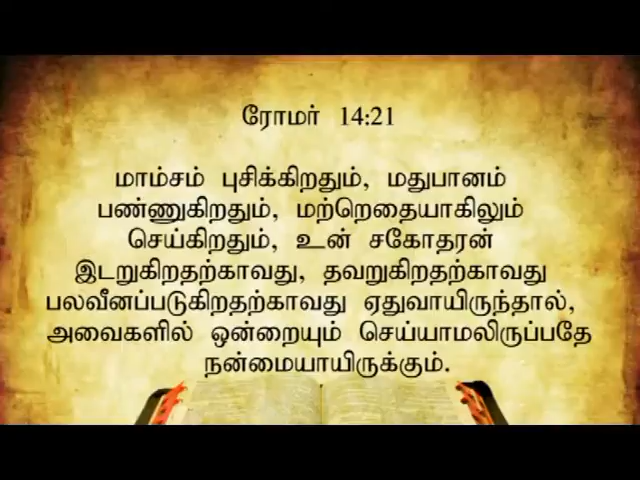 ரோமர் 14:21
மாம்சம் புசிக்கிறதும், மதுபானம்
பண்ணுகிறதும், மற்றெதையாகிலும்
செய்கிறதும், உன் சகோதரன்
இடறுகிறதற்காவது, தவறுகிறதற்காவது
பலவீனப்படுகிறதற்காவது ஏதுவாயிருந்தால்,
அவைகளில் ஒன்றையும் செய்யாமலிருப்பதே
நன்மையாயிருக்கும்.